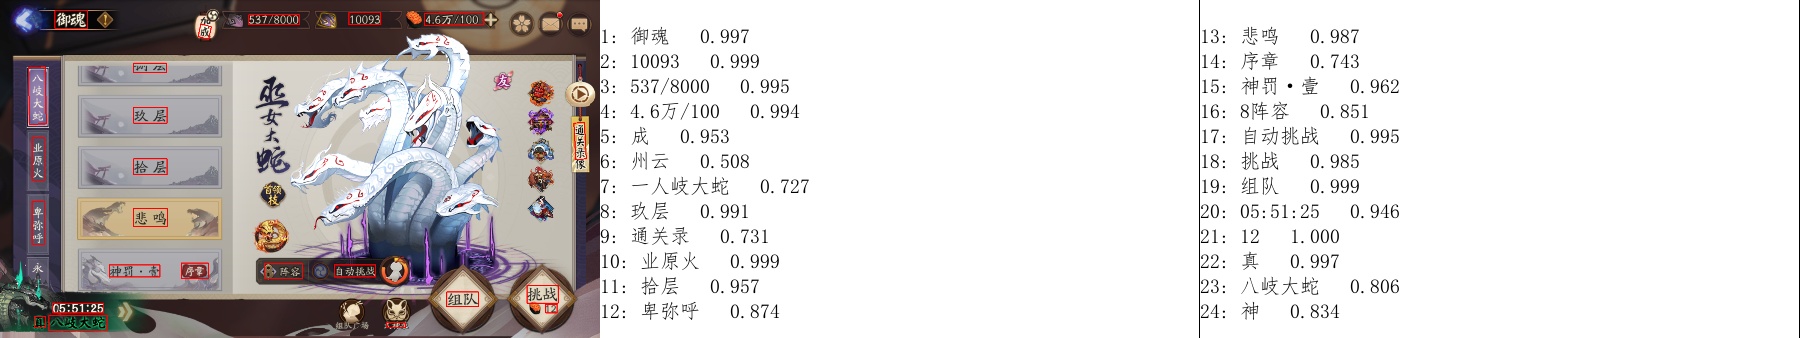 御魂
加成
537/8000
10093
4.6万/100
八岐大蛇
业原火
卑弥呼
永
玖层
拾层
悲鸣
神罚·壹
序章
巫女大蛇
首领
技
友
通关录像
阵容
自动挑战
组队
挑战
12
05:51:25
真 八岐大蛇
组队广场
式神录
1: 御魂 0.997
2: 10093 0.999
3: 537/8000 0.995
4: 4.6万/100 0.994
5: 成 0.953
6: 州云 0.508
7: 一人岐大蛇 0.727
8: 玖层 0.991
9: 通关录 0.731
10: 业原火 0.999
11: 拾层 0.957
12: 卑弥呼 0.874
13: 悲鸣 0.987
14: 序章 0.743
15: 神罚·壹 0.962
16: 8阵容 0.851
17: 自动挑战 0.995
18: 挑战 0.985
19: 组队 0.999
20: 05:51:25 0.946
21: 12 1.000
22: 真 0.997
23: 八岐大蛇 0.806
24: 神 0.834